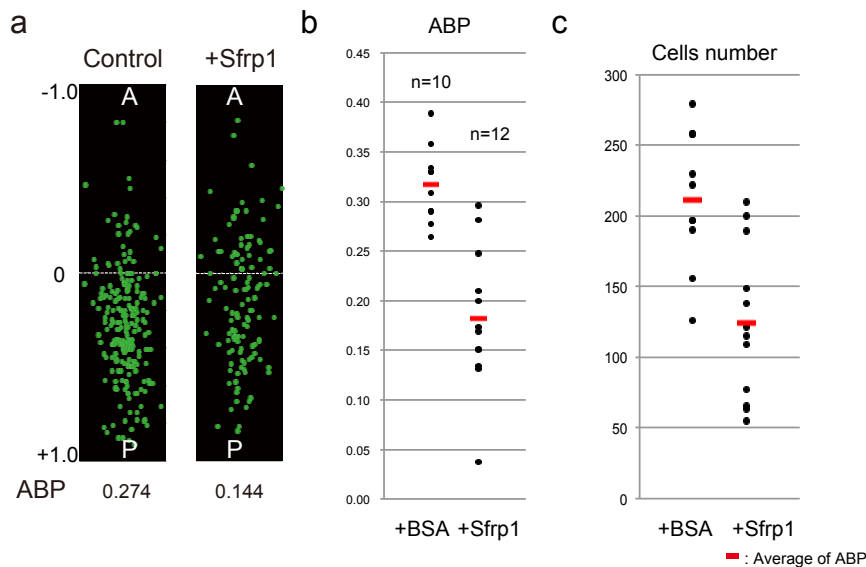 a
Control
+Sfrp1
-1.0
A
A
0
+1.0
P
P
ABP
0.274
0.144
b
ABP
0.45
0.40
0.35
0.30
0.25
0.20
0.15
0.10
0.05
0.00
n=10
n=12
+BSA
+Sfrp1
c
Cells number
300
250
200
150
100
50
0
+BSA
+Sfrp1
: Average of ABP